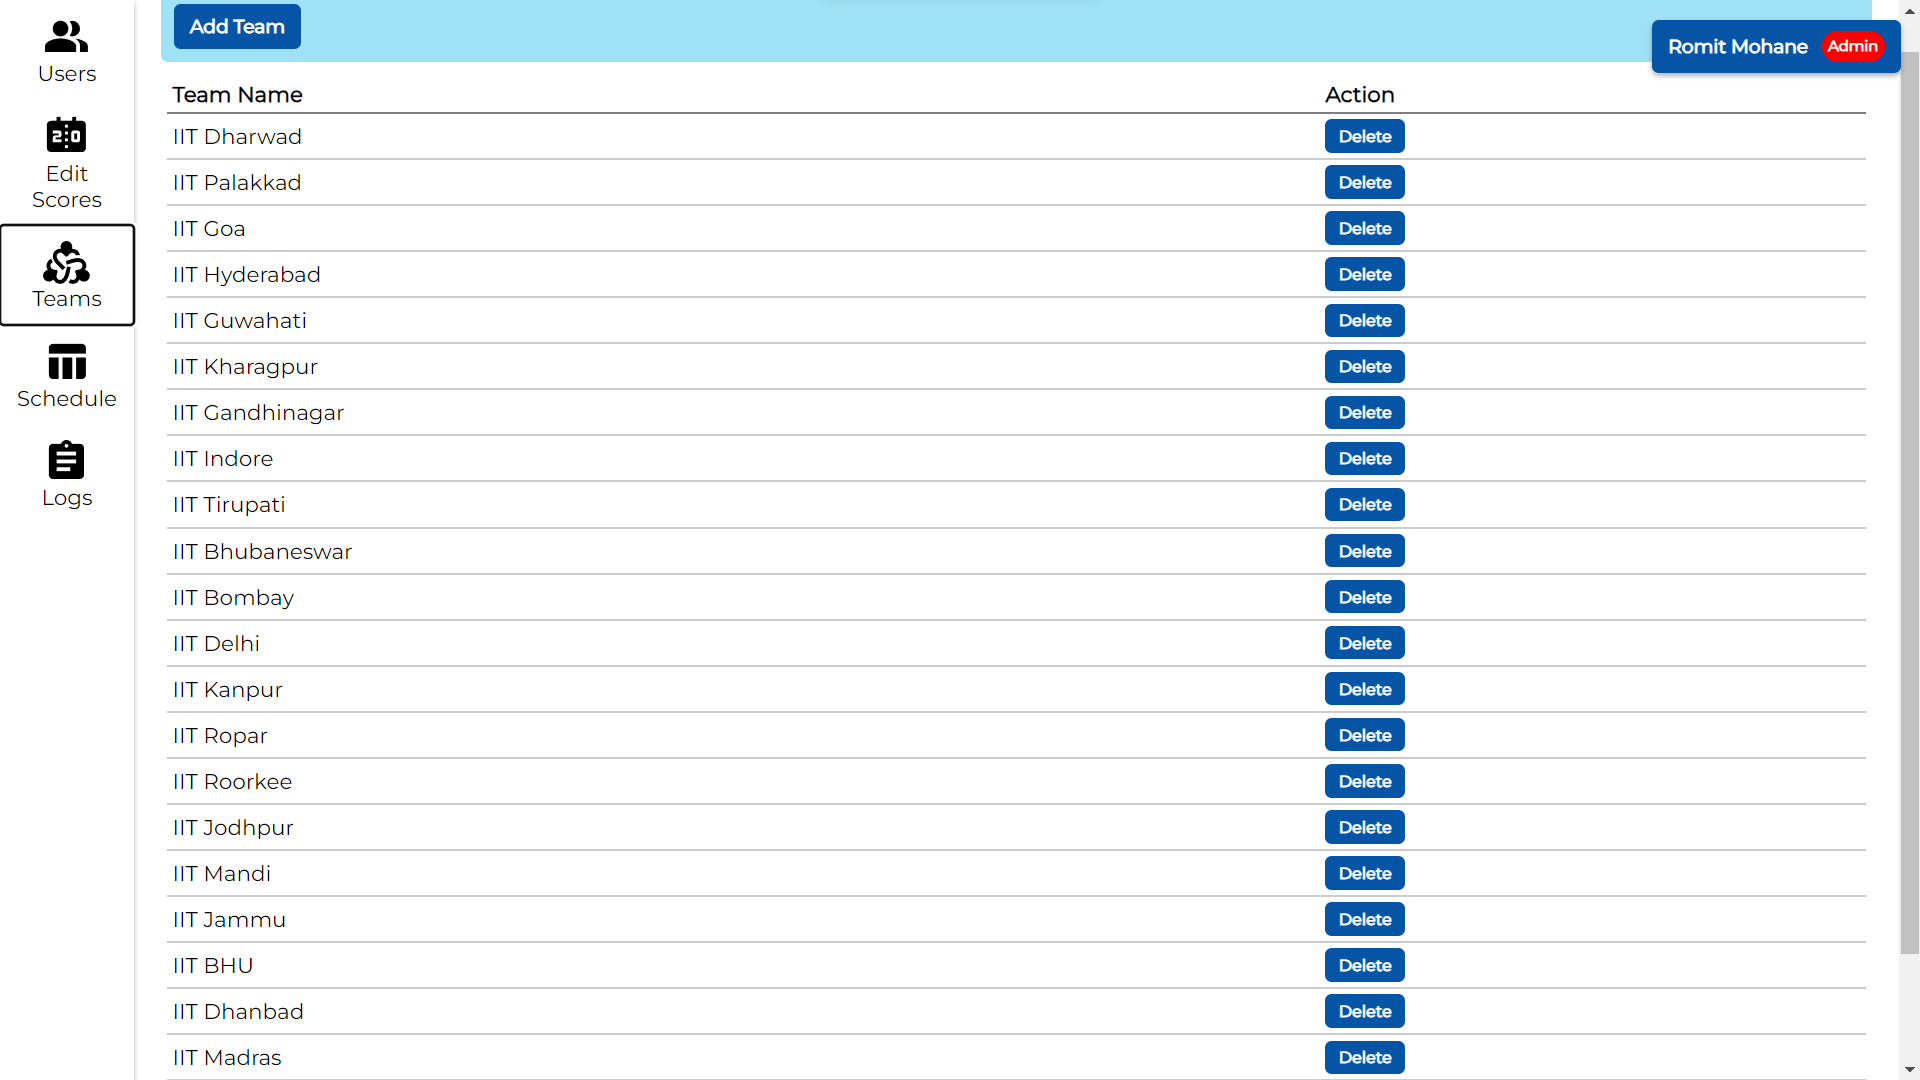 Users
2:0
Edit
Scores
Teams
Schedule
Logs
Add Team
Romit Mohane Admin
Team Name Action
IIT Dharwad Delete
IIT Palakkad Delete
IIT Goa Delete
IIT Hyderabad Delete
IIT Guwahati Delete
IIT Kharagpur Delete
IIT Gandhinagar Delete
IIT Indore Delete
IIT Tirupati Delete
IIT Bhubaneswar Delete
IIT Bombay Delete
IIT Delhi Delete
IIT Kanpur Delete
IIT Ropar Delete
IIT Roorkee Delete
IIT Jodhpur Delete
IIT Mandi Delete
IIT Jammu Delete
IIT BHU Delete
IIT Dhanbad Delete
IIT Madras Delete